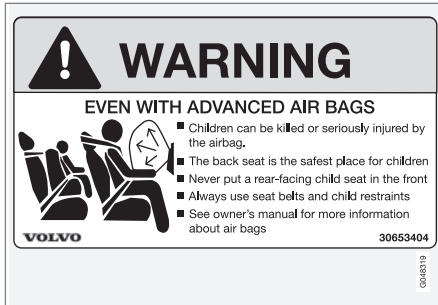 WARNING
EVEN WITH ADVANCED AIR BAGS
■ Children can be killed or seriously injured by
the airbag.
■ The back seat is the safest place for children
■ Never put a rear-facing child seat in the front
■ Always use seat belts and child restraints
■ See owner's manual for more information
about air bags
VOLVO
30653404
G048319